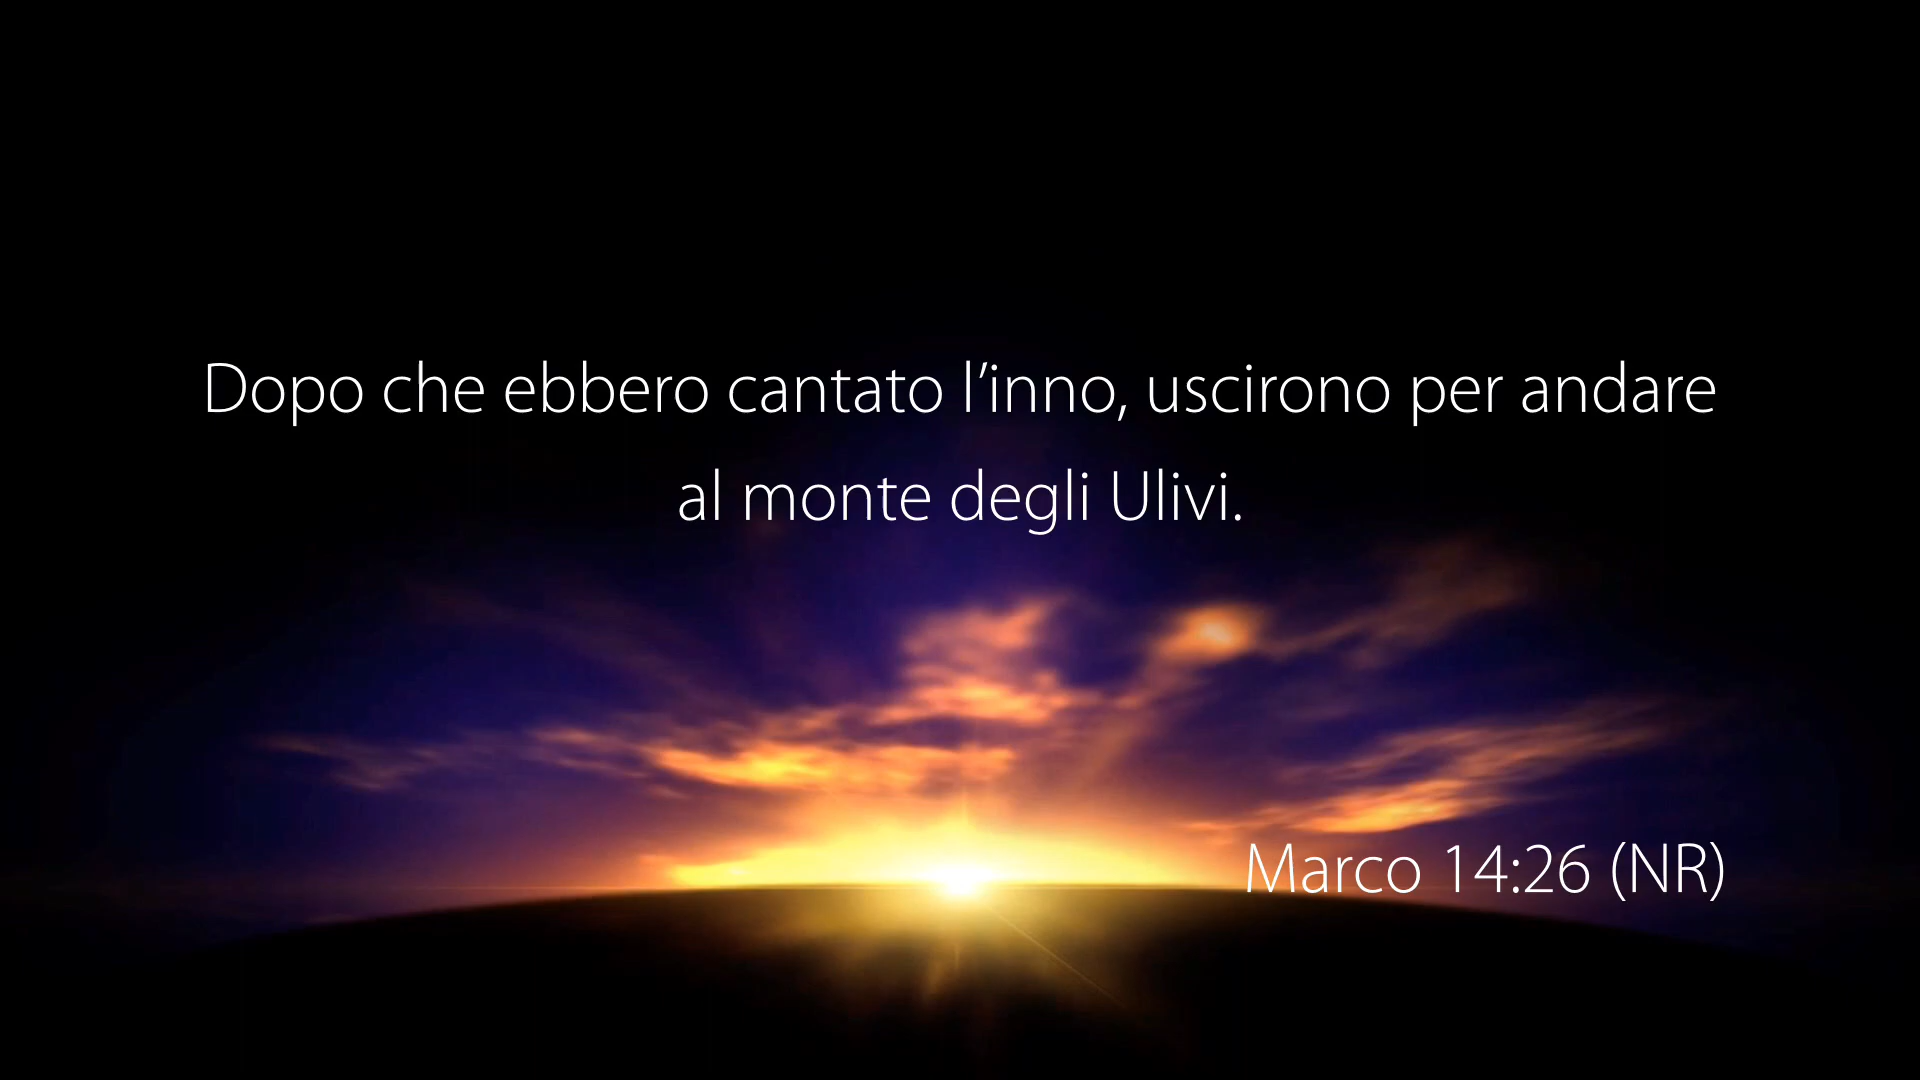 Dopo che ebbero cantato l’inno, uscirono per andare
al monte degli Ulivi.
Marco 14:26 (NR)